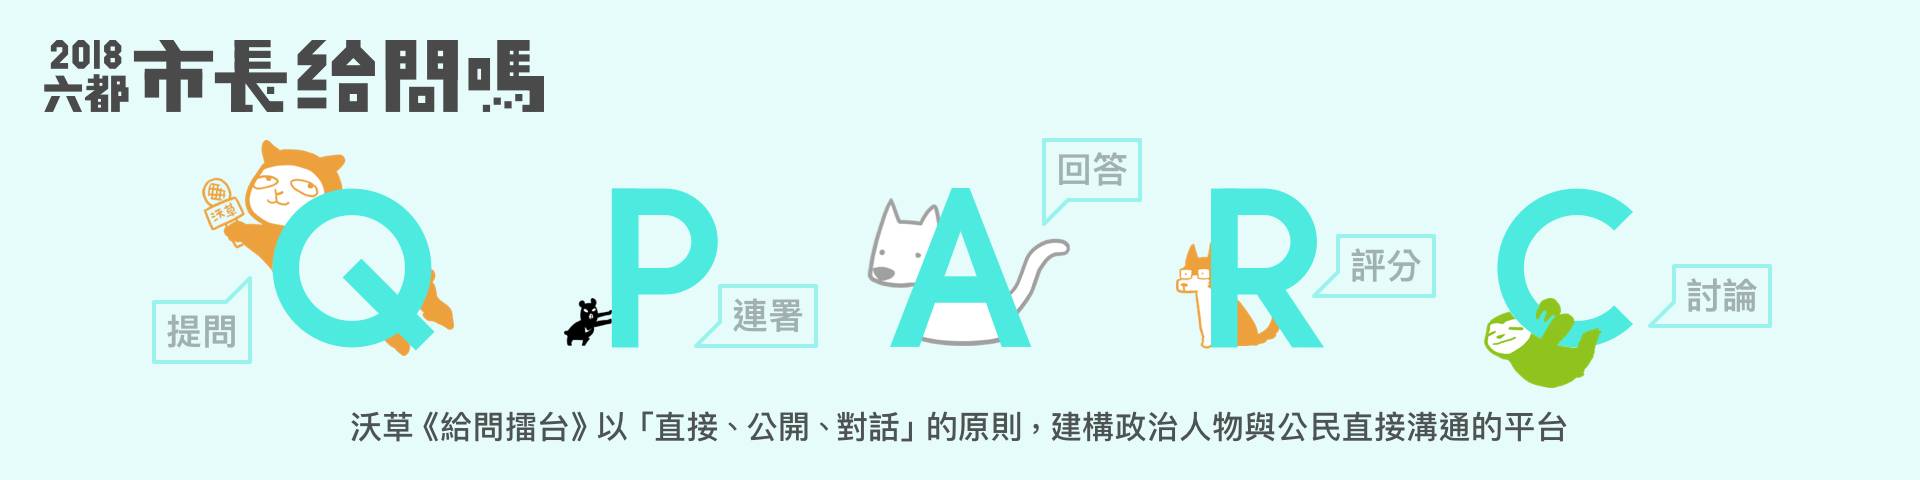 2018
六都
市長給問嗎
沃草
Q
P
A
R
C
提問
連署
回答
評分
討論
沃草《給問擂台》以「直接、公開、對話」的原則，建構政治人物與公民直接溝通的平台